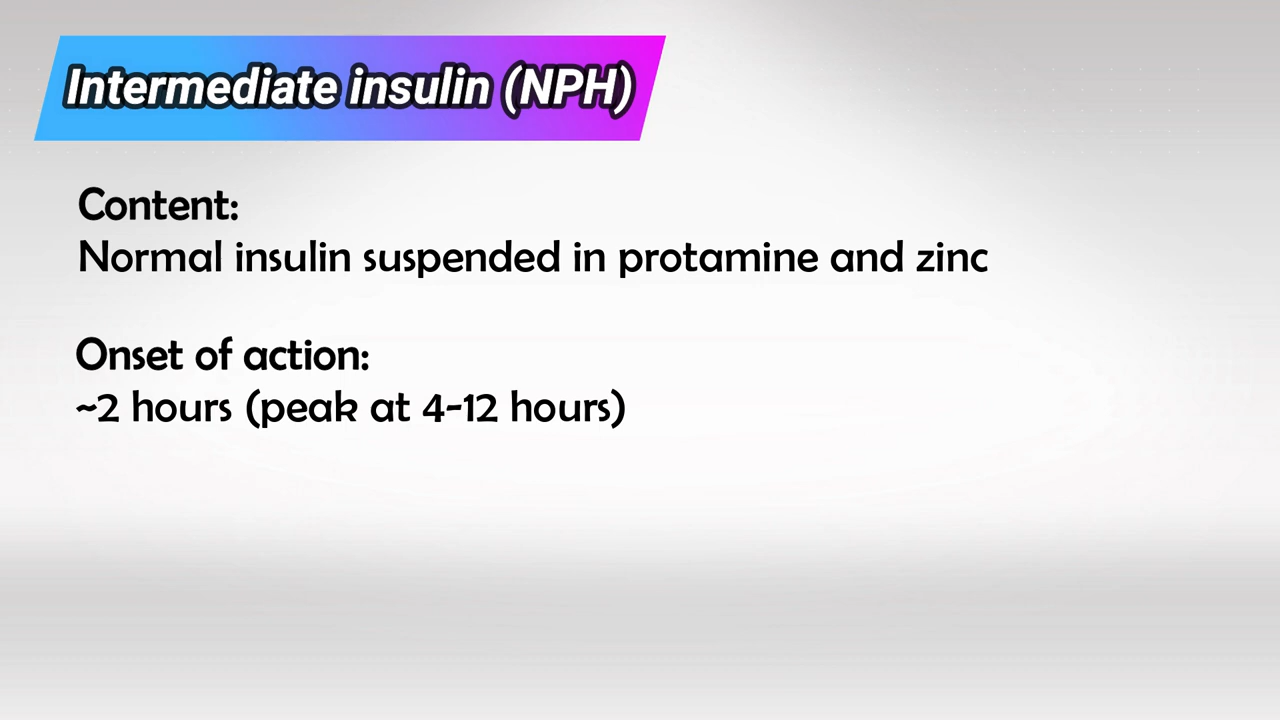 Intermediate insulin (NPH)
Content:
Normal insulin suspended in protamine and zinc
Onset of action:
~2 hours (peak at 4-12 hours)